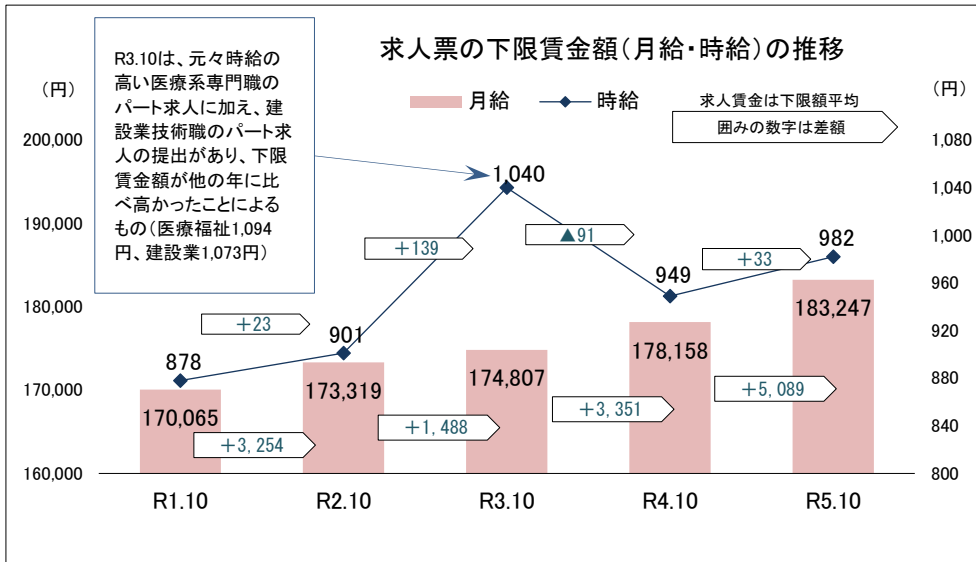 求人票の下限賃金額(月給・時給)の推移
R3.10は、元々時給の
高い医療系専門職の
パート求人に加え、建
設業技術職のパート求
人の提出があり、下限
賃金額が他の年に比
べ高かったことによる
もの(医療福祉1,094
円、建設業1,073円)
(円)
(円)
月給
時給
求人賃金は下限額平均
囲みの数字は差額
200,000
190,000
180,000
170,000
160,000
1,080
1,040
1,000
960
920
880
840
800
878
901
1,040
949
982
+23
+139
▲91
+33
170,065
173,319
174,807
178,158
183,247
+3,254
+1,488
+3,351
+5,089
R1.10
R2.10
R3.10
R4.10
R5.10